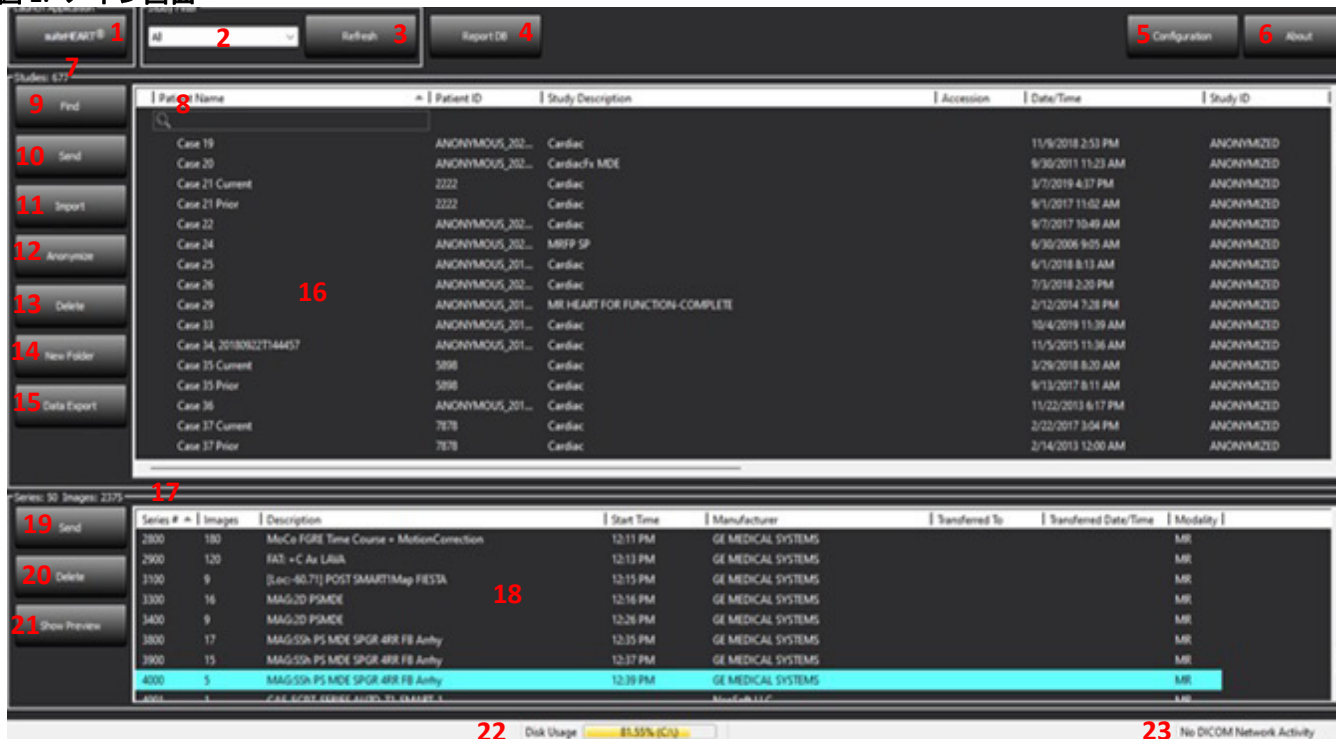 Launch Application
Study Filter
suiteHEART® 1
All 2
Refresh 3
Report DB 4
5 Configuration
6 About
7
Studies: 677
9 Find
10 Send
11 Import
12 Anonymize
13 Delete
14 New Folder
15 Data Export
Patient Name 8 Patient ID Study Description Accession Date/Time Study ID
Case 19 ANONYMOUS_202... Cardiac 11/9/2018 2:53 PM ANONYMIZED
Case 20 ANONYMOUS_202... CardiacFx MDE 9/30/2011 11:23 AM ANONYMIZED
Case 21 Current 2222 Cardiac 3/7/2019 4:37 PM ANONYMIZED
Case 21 Prior 2222 Cardiac 9/1/2017 11:02 AM ANONYMIZED
Case 22 ANONYMOUS_202... Cardiac 9/7/2017 10:49 AM ANONYMIZED
Case 24 ANONYMOUS_202... MRFP SP 6/30/2006 9:05 AM ANONYMIZED
Case 25 ANONYMOUS_201... Cardiac 6/1/2018 8:13 AM ANONYMIZED
Case 26 ANONYMOUS_202... Cardiac 7/3/2018 2:20 PM ANONYMIZED
16
Case 29 ANONYMOUS_201... MR HEART FOR FUNCTION-COMPLETE 2/12/2014 7:28 PM ANONYMIZED
Case 33 ANONYMOUS_201... Cardiac 10/4/2019 11:39 AM ANONYMIZED
Case 34, 20180922T144457 ANONYMOUS_201... Cardiac 11/5/2015 11:36 AM ANONYMIZED
Case 35 Current 5898 Cardiac 3/29/2018 8:20 AM ANONYMIZED
Case 35 Prior 5898 Cardiac 9/13/2017 8:11 AM ANONYMIZED
Case 36 ANONYMOUS_201... Cardiac 11/22/2013 6:17 PM ANONYMIZED
Case 37 Current 7878 Cardiac 2/22/2017 3:04 PM ANONYMIZED
Case 37 Prior 7878 Cardiac 2/14/2013 12:00 AM ANONYMIZED
Series: 50 Images: 2375 17
19 Send
20 Delete
21 Show Preview
Series # Images Description Start Time Manufacturer Transferred To Transferred Date/Time Modality
2800 180 MoCo FGRE Time Course + MotionCorrection 12:11 PM GE MEDICAL SYSTEMS MR
2900 120 FAT: +C Ax LAVA 12:13 PM GE MEDICAL SYSTEMS MR
3100 9 [Loc:-60.71] POST SMART1Map FIESTA 12:15 PM GE MEDICAL SYSTEMS MR
3300 16 MAG:2D PSMDE 12:16 PM GE MEDICAL SYSTEMS MR
18
3400 9 MAG:2D PSMDE 12:26 PM GE MEDICAL SYSTEMS MR
3800 17 MAG:SSh PS MDE SPGR 4RR FB Arrhy 12:35 PM GE MEDICAL SYSTEMS MR
3900 15 MAG:SSh PS MDE SPGR 4RR FB Arrhy 12:37 PM GE MEDICAL SYSTEMS MR
4000 5 MAG:SSh PS MDE SPGR 4RR FB Arrhy 12:39 PM GE MEDICAL SYSTEMS MR
22 Disk Usage 81.55% (C:\)
23 No DICOM Network Activity